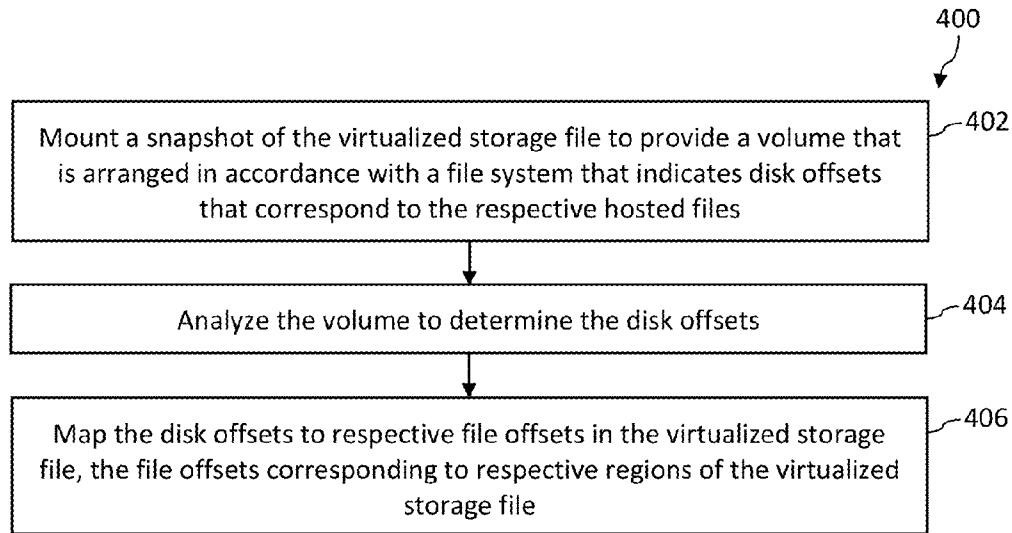 400
Mount a snapshot of the virtualized storage file to provide a volume that
is arranged in accordance with a file system that indicates disk offsets
that correspond to the respective hosted files
402
Analyze the volume to determine the disk offsets
404
Map the disk offsets to respective file offsets in the virtualized storage
file, the file offsets corresponding to respective regions of the virtualized
storage file
406